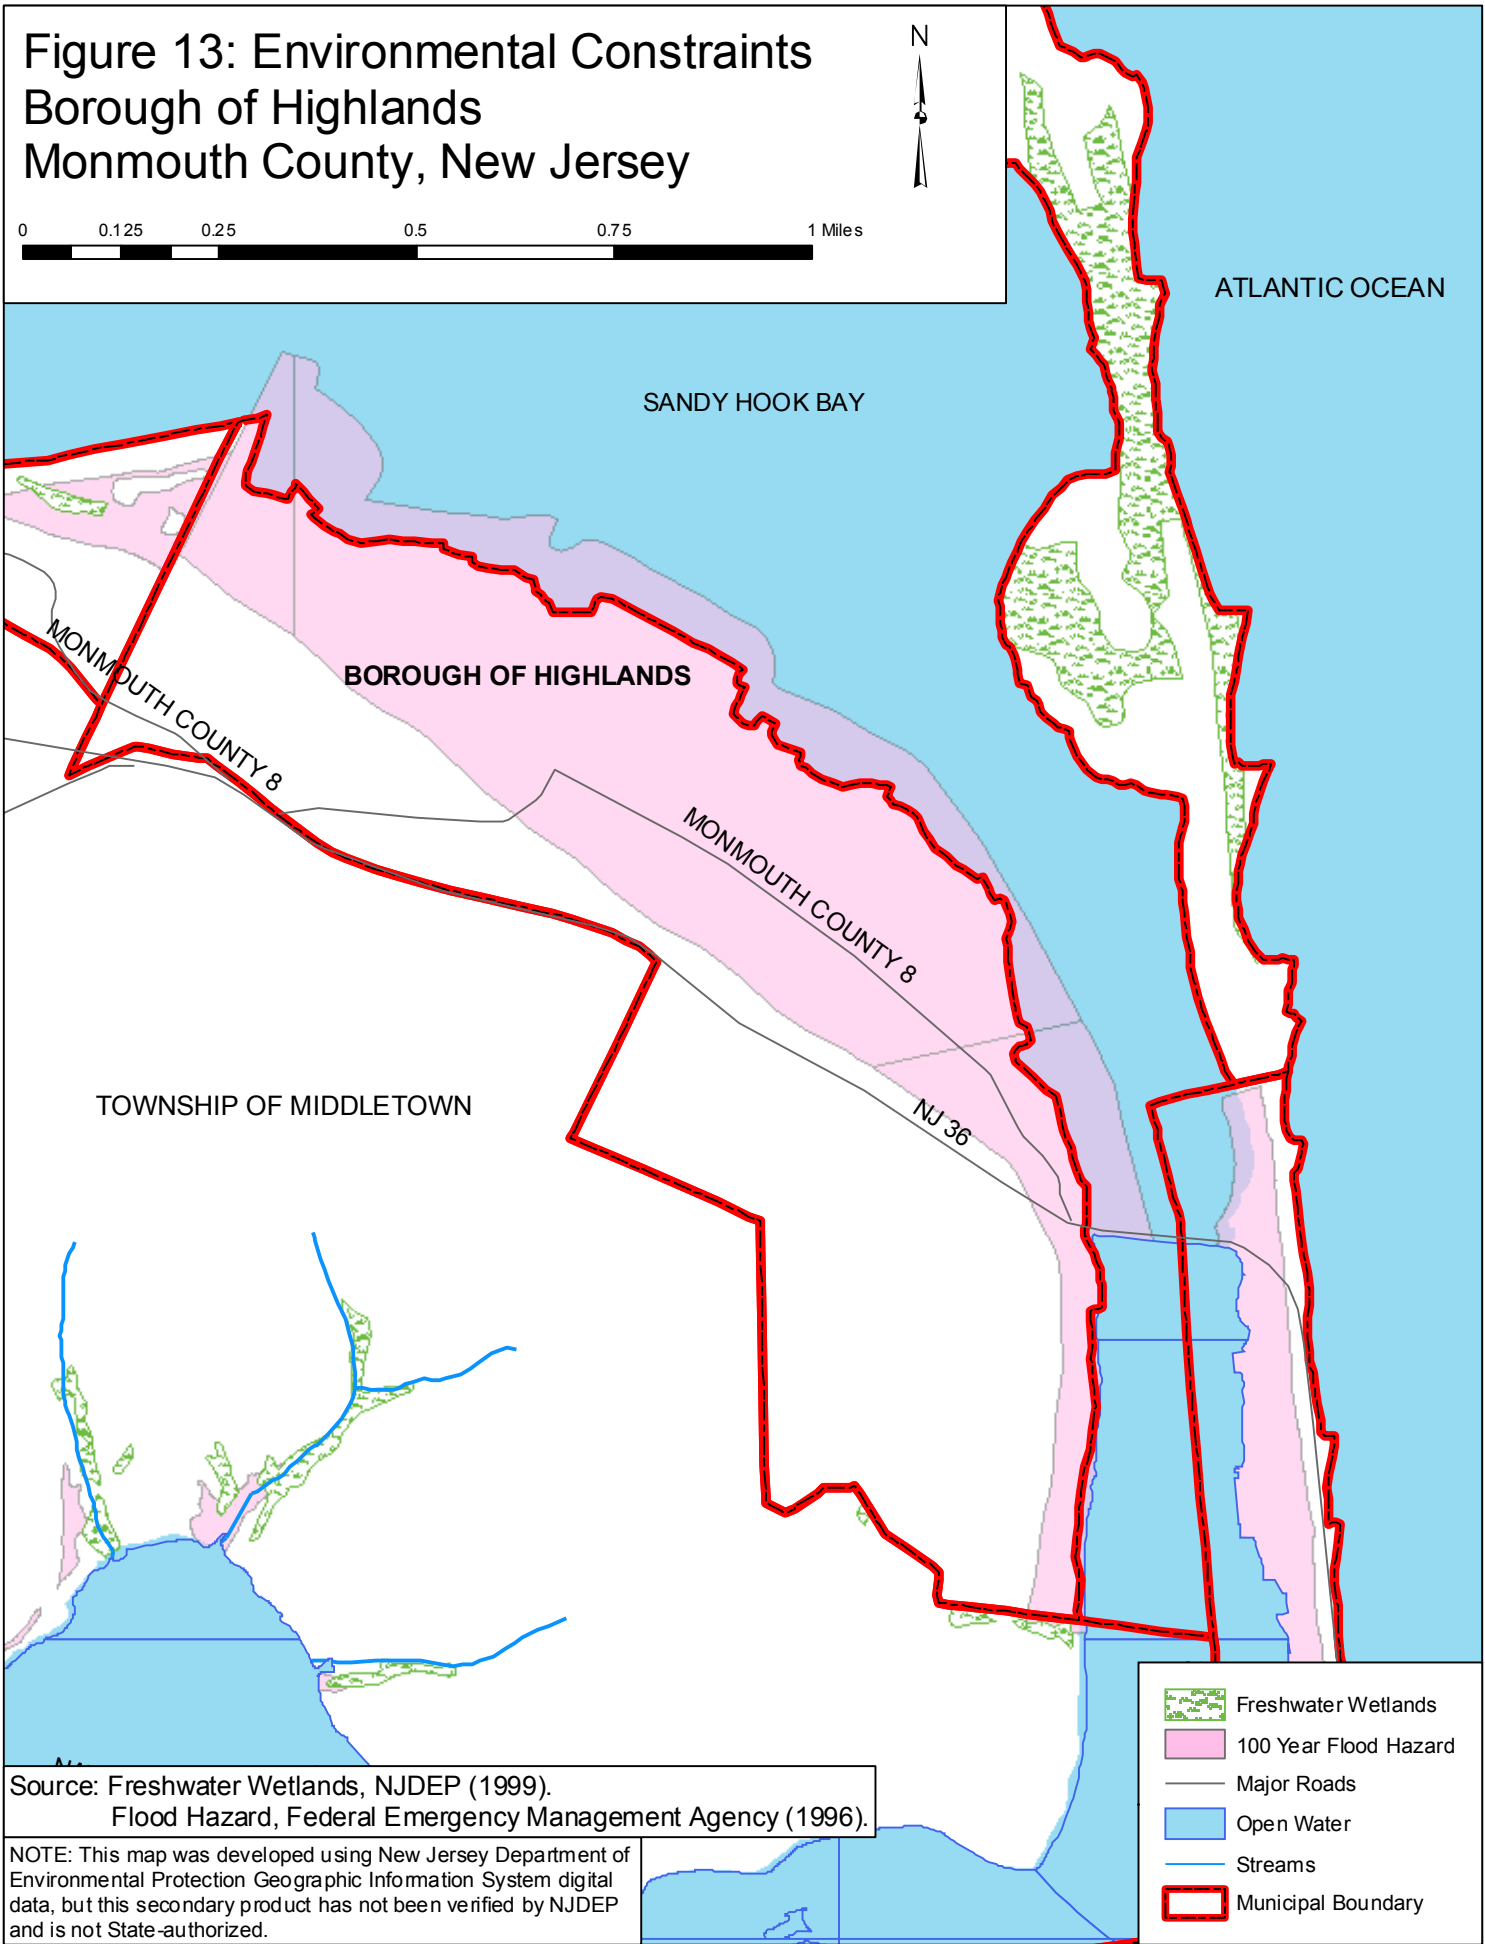 Figure 13: Environmental Constraints
Borough of Highlands
Monmouth County, New Jersey
N
0 0.125 0.25 0.5 0.75 1 Miles
ATLANTIC OCEAN
SANDY HOOK BAY
MONMOUTH COUNTY 8
BOROUGH OF HIGHLANDS
MONMOUTH COUNTY 8
NJ 36
TOWNSHIP OF MIDDLETOWN
Freshwater Wetlands
100 Year Flood Hazard
Major Roads
Open Water
Streams
Municipal Boundary
Source: Freshwater Wetlands, NJDEP (1999).
Flood Hazard, Federal Emergency Management Agency (1996).
NOTE: This map was developed using New Jersey Department of
Environmental Protection Geographic Information System digital
data, but this secondary product has not been verified by NJDEP
and is not State-authorized.